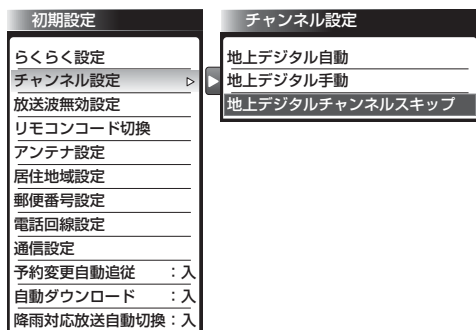 初期設定
らくらく設定
チャンネル設定
放送波無効設定
リモコンコード切換
アンテナ設定
居住地域設定
郵便番号設定
電話回線設定
通信設定
予約変更自動追従 ：入
自動ダウンロード ：入
降雨対応放送自動切換：入
チャンネル設定
地上デジタル自動
地上デジタル手動
地上デジタルチャンネルスキップ